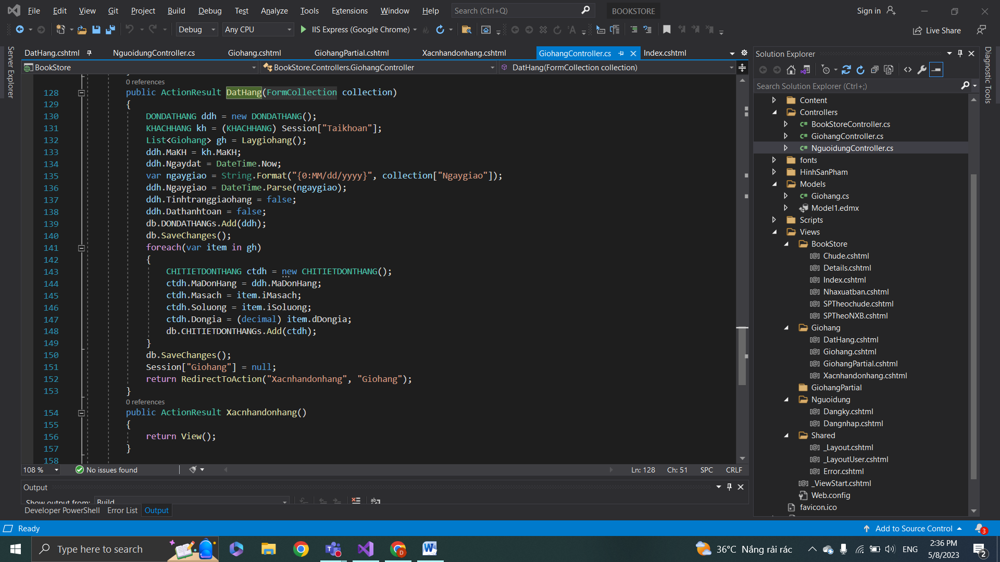 File Edit View Git Project Build Debug Test Analyze Tools Extensions Window Help Search (Ctrl+Q) BOOKSTORE Sign in
Debug Any CPU IIS Express (Google Chrome) Live Share
Server Explorer
DatHang.cshtml NguoidungController.cs Giohang.cshtml GiohangPartial.cshtml Xacnhandonhang.cshtml GiohangController.cs Index.cshtml
BookStore BookStore.Controllers.GiohangController DatHang(FormCollection collection)
0 references
128 public ActionResult DatHang(FormCollection collection)
129 {
130 DONDATHANG ddh = new DONDATHANG();
131 KHACHHANG kh = (KHACHHANG) Session["Taikhoan"];
132 List<Giohang> gh = Laygiohang();
133 ddh.MaKH = kh.MaKH;
134 ddh.Ngaydat = DateTime.Now;
135 var ngaygiao = String.Format("{0:MM/dd/yyyy}", collection["Ngaygiao"]);
136 ddh.Ngaygiao = DateTime.Parse(ngaygiao);
137 ddh.Tinhtranggiaohang = false;
138 ddh.Dathanhtoan = false;
139 db.DONDATHANGs.Add(ddh);
140 db.SaveChanges();
141 foreach(var item in gh)
142 {
143 CHITIETDONTHANG ctdh = new CHITIETDONTHANG();
144 ctdh.MaDonHang = ddh.MaDonHang;
145 ctdh.Masach = item.iMasach;
146 ctdh.Soluong = item.iSoluong;
147 ctdh.Dongia = (decimal) item.dDongia;
148 db.CHITIETDONTHANGs.Add(ctdh);
149 }
150 db.SaveChanges();
151 Session["Giohang"] = null;
152 return RedirectToAction("Xacnhandonhang", "Giohang");
153 }
0 references
154 public ActionResult Xacnhandonhang()
155 {
156 return View();
157 }
158
108 % No issues found Ln: 128 Ch: 51 SPC CRLF
Output
Show output from: Build
Developer PowerShell Error List Output
Solution Explorer
Search Solution Explorer (Ctrl+;)
Content
Controllers
C# BookStoreController.cs
C# GiohangController.cs
C# NguoidungController.cs
fonts
HinhSanPham
Models
C# Giohang.cs
Model1.edmx
Scripts
Views
BookStore
[@] Chude.cshtml
[@] Details.cshtml
[@] Index.cshtml
[@] Nhaxuatban.cshtml
[@] SPTheochude.cshtml
[@] SPTheoNXB.cshtml
Giohang
[@] DatHang.cshtml
[@] Giohang.cshtml
[@] GiohangPartial.cshtml
[@] Xacnhandonhang.cshtml
GiohangPartial
Nguoidung
[@] Dangky.cshtml
[@] Dangnhap.cshtml
Shared
[@] _Layout.cshtml
[@] _LayoutUser.cshtml
[@] Error.cshtml
[@] _ViewStart.cshtml
Web.config
favicon.ico
Diagnostic Tools
Ready Add to Source Control 3
Type here to search 36°C Nắng rải rác ENG 2:36 PM
5/8/2023 2